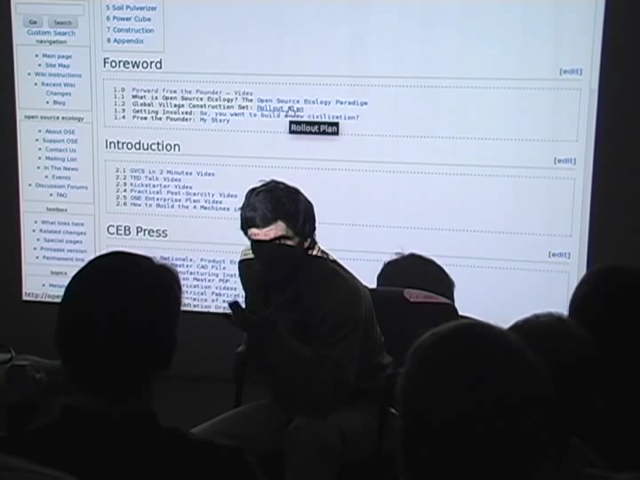 Go
Search
Custom Search
navigation
Main page
Site Map
Wiki Instructions
Recent Wiki
Changes
Blog
open source ecology
About OSE
Support OSE
Contact Us
Mailing List
In The News
Events
Discussion Forums
FAQ
toolbox
What links here
Related changes
Special pages
Printable version
Permanent link
topics
http://ope
5 Soil Pulverizer
6 Power Cube
7 Construction
8 Appendix
Foreword
[edit]
1.0 Forward from the Founder - Video
1.1 What is Open Source Ecology? The Open Source Ecology Paradigm
1.2 Global Village Construction Set: Rollout Plan
1.3 Getting Involved: So, you want to build a new civilization?
1.4 From the Founder: My Story
Rollout Plan
Introduction
[edit]
2.1 GVCS in 2 Minutes Video
2.2 TED Talk Video
2.3 Kickstarter Video
2.4 Practical Post-Scarcity Video
2.5 OSE Enterprise Plan Video
2.6 How to Build the 4 Machines
CEB Press
[edit]